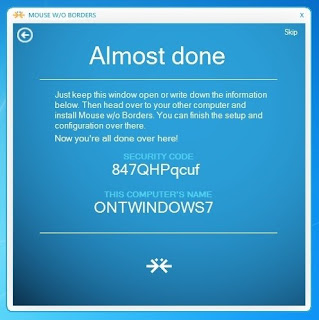 MOUSE W/O BORDERS
X
Skip
Almost done
Just keep this window open or write down the information
below. Then head over to your other computer and
install Mouse w/o Borders. You can finish the setup and
configuration over there.
Now you're all done over here!
SECURITY CODE
847QHPqcuf
THIS COMPUTER'S NAME
ONTWINDOWS7